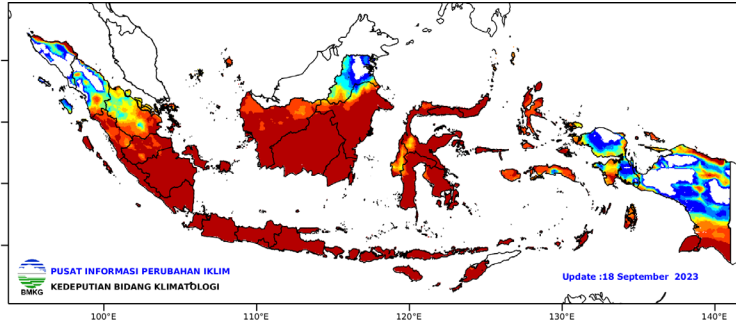 PUSAT INFORMASI PERUBAHAN IKLIM
KEDEPUTIAN BIDANG KLIMATOLOGI
BMKG
Update :18 September 2023
100°E 110°E 120°E 130°E 140°E